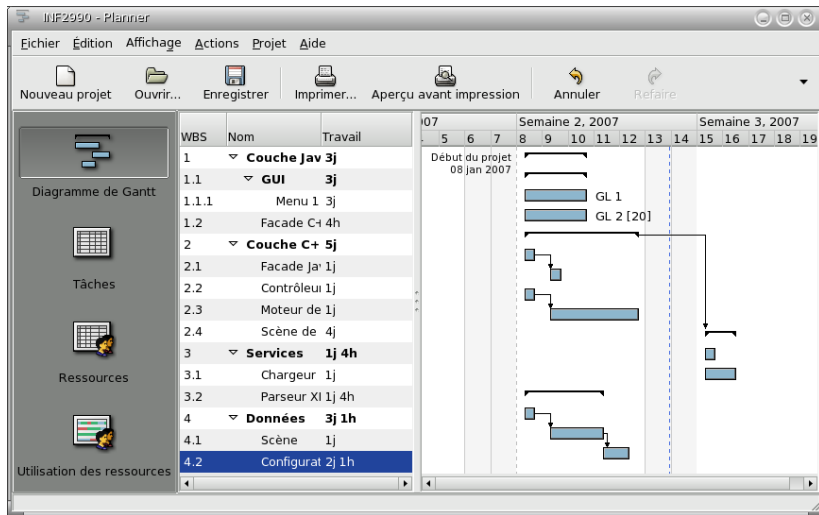 INF2990 - Planner
Fichier Édition Affichage Actions Projet Aide
Nouveau projet Ouvrir... Enregistrer Imprimer... Aperçu avant impression Annuler Refaire
Diagramme de Gantt
Tâches
Ressources
Utilisation des ressources
WBS Nom Travail
1 Couche Jav 3j
1.1 GUI 3j
1.1.1 Menu 1 3j
1.2 Facade C+ 4h
2 Couche C+ 5j
2.1 Facade Ja 1j
2.2 Contrôleu 1j
2.3 Moteur de 1j
2.4 Scène de 4j
3 Services 1j 4h
3.1 Chargeur 1j
3.2 Parseur XI 1j 4h
4 Données 3j 1h
4.1 Scène 1j
4.2 Configurat 2j 1h
07 Semaine 2, 2007 Semaine 3, 2007
5 6 7 8 9 10 11 12 13 14 15 16 17 18 19
Début du projet
08 jan 2007
GL 1
GL 2 [20]